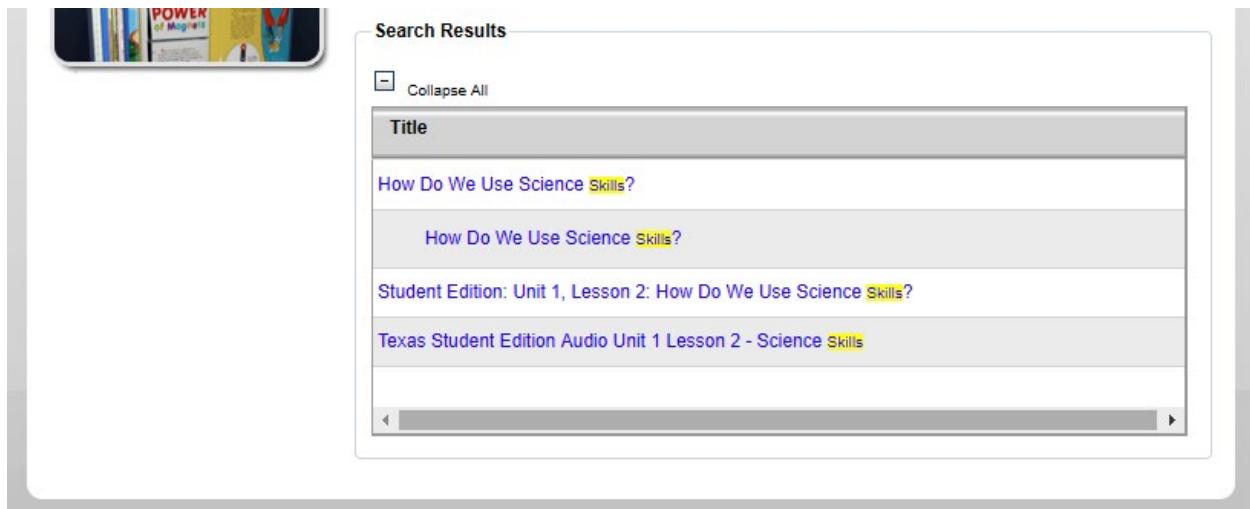 POWER
of Magnets
Search Results
Collapse All
Title
How Do We Use Science Skills?
How Do We Use Science Skills?
Student Edition: Unit 1, Lesson 2: How Do We Use Science Skills?
Texas Student Edition Audio Unit 1 Lesson 2 - Science Skills